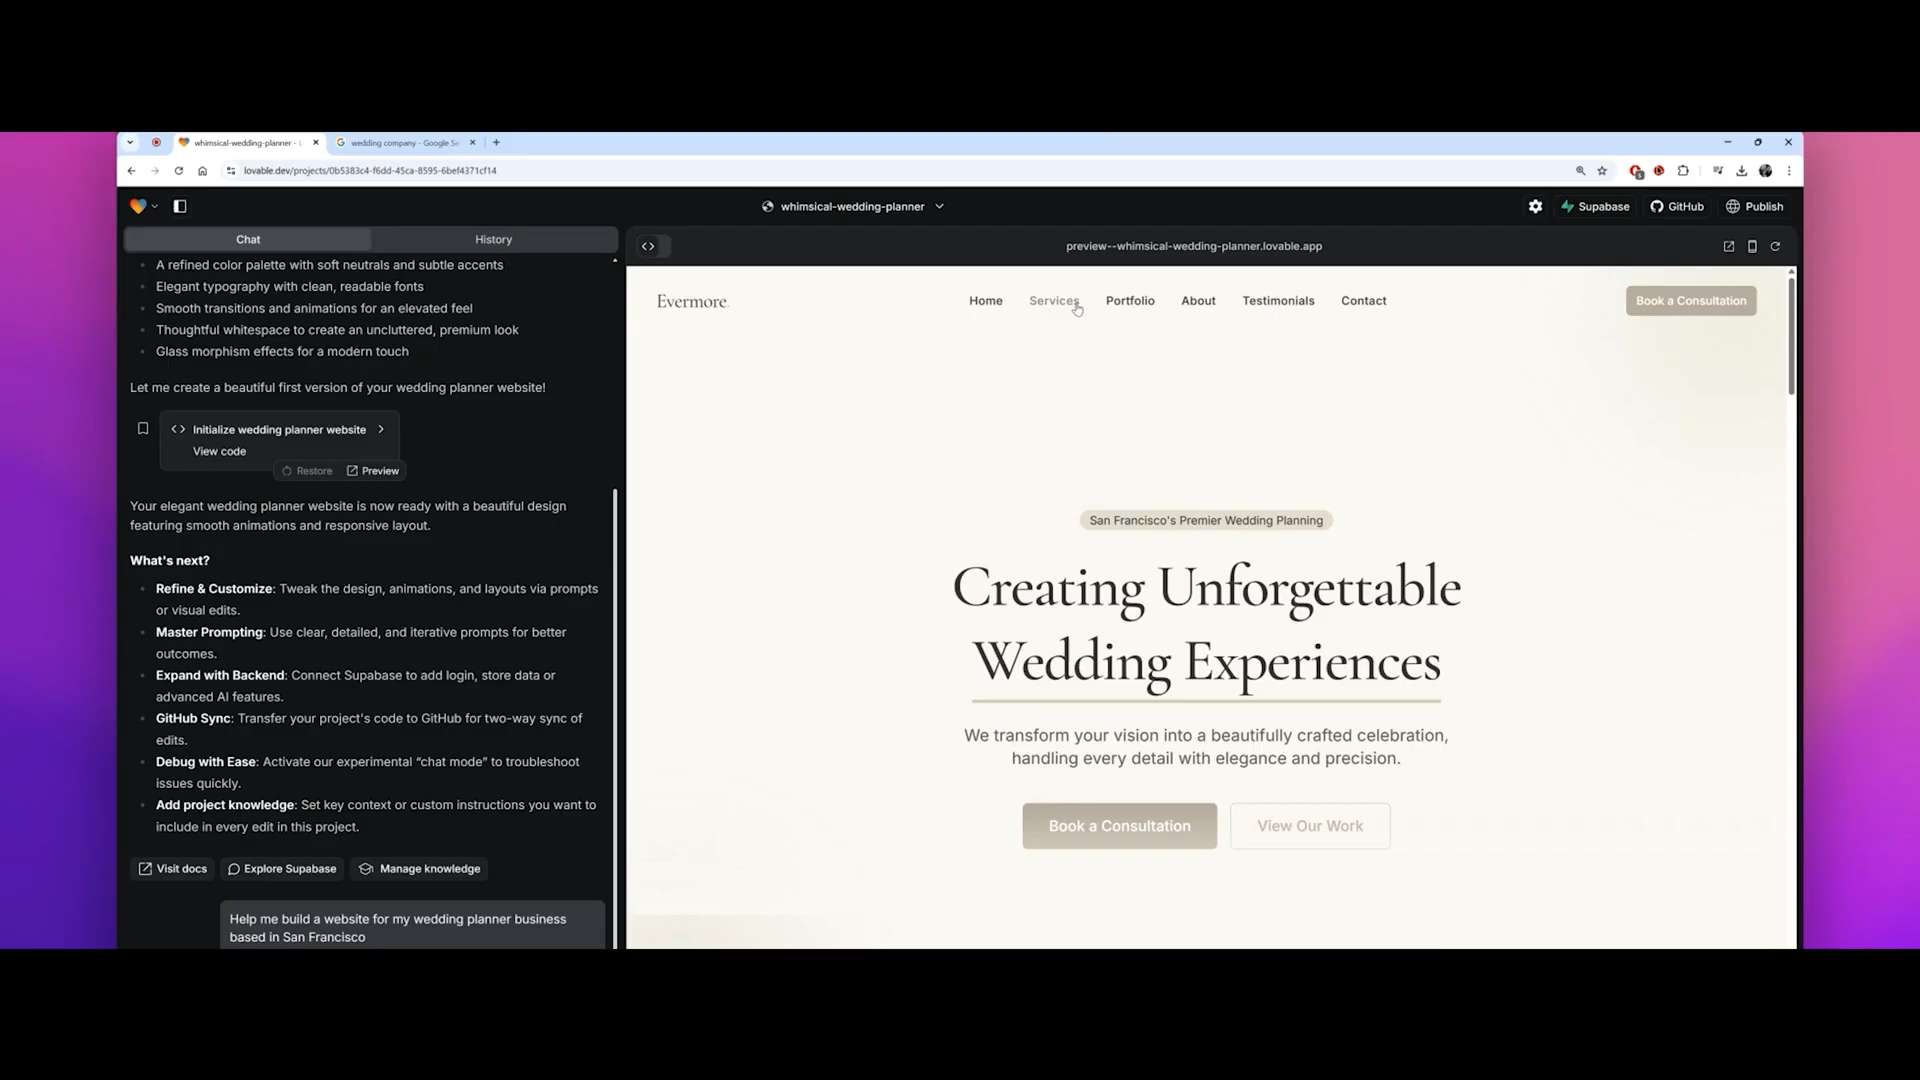 whimsical-wedding-planner - L
wedding company - Google Se
lovable.dev/projects/0b5383c4-f6dd-45ca-8595-6bef4371cf14
whimsical-wedding-planner
Supabase
GitHub
Publish
Chat
History
preview--whimsical-wedding-planner.lovable.app
A refined color palette with soft neutrals and subtle accents
Elegant typography with clean, readable fonts
Smooth transitions and animations for an elevated feel
Thoughtful whitespace to create an uncluttered, premium look
Glass morphism effects for a modern touch
Let me create a beautiful first version of your wedding planner website!
Initialize wedding planner website
View code
Restore
Preview
Your elegant wedding planner website is now ready with a beautiful design
featuring smooth animations and responsive layout.
What's next?
Refine & Customize: Tweak the design, animations, and layouts via prompts
or visual edits.
Master Prompting: Use clear, detailed, and iterative prompts for better
outcomes.
Expand with Backend: Connect Supabase to add login, store data or
advanced AI features.
GitHub Sync: Transfer your project's code to GitHub for two-way sync of
edits.
Debug with Ease: Activate our experimental “chat mode” to troubleshoot
issues quickly.
Add project knowledge: Set key context or custom instructions you want to
include in every edit in this project.
Visit docs
Explore Supabase
Manage knowledge
Help me build a website for my wedding planner business
based in San Francisco
Evermore.
Home
Services
Portfolio
About
Testimonials
Contact
Book a Consultation
San Francisco's Premier Wedding Planning
Creating Unforgettable
Wedding Experiences
We transform your vision into a beautifully crafted celebration,
handling every detail with elegance and precision.
Book a Consultation
View Our Work